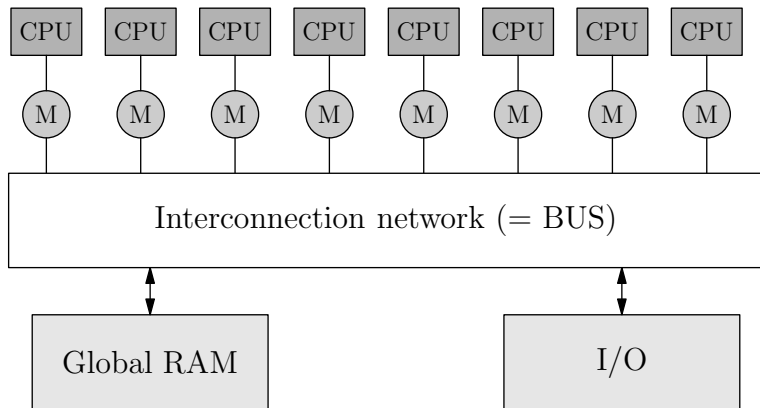 CPU CPU CPU CPU CPU CPU CPU CPU
M M M M M M M M
Interconnection network (= BUS)
Global RAM I/O